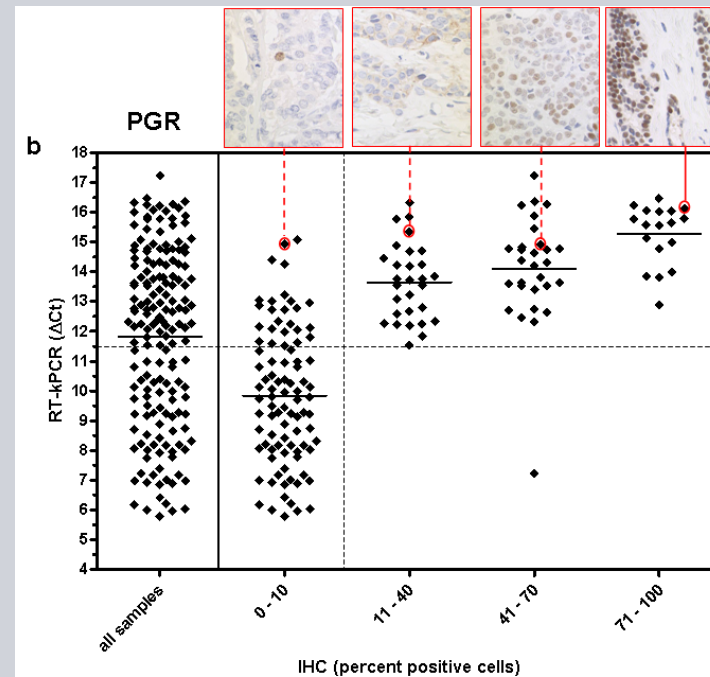 PGR
b
18
17
16
15
14
13
12
11
10
9
8
7
6
5
4
RT-kPCR (ΔCt)
all samples
0 - 10
11 - 40
41 - 70
71 - 100
IHC (percent positive cells)